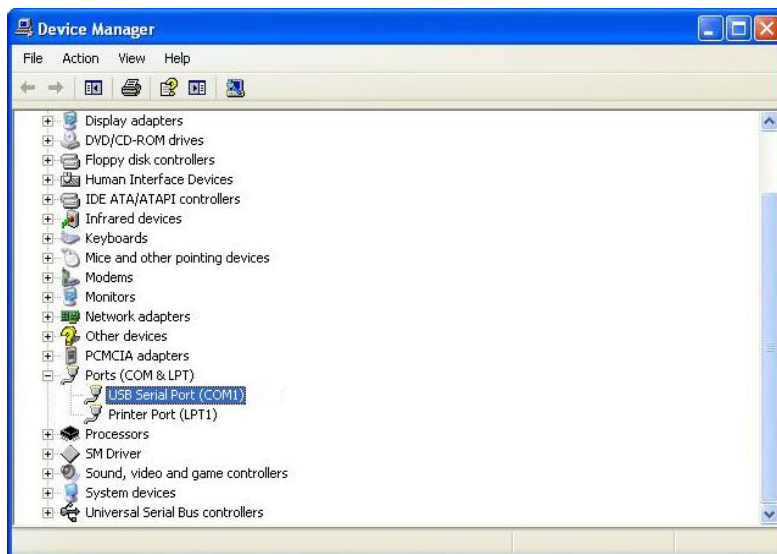 Device Manager
File Action View Help
Display adapters
DVD/CD-ROM drives
Floppy disk controllers
Human Interface Devices
IDE ATA/ATAPI controllers
Infrared devices
Keyboards
Mice and other pointing devices
Modems
Monitors
Network adapters
Other devices
PCMCIA adapters
Ports (COM & LPT)
USB Serial Port (COM1)
Printer Port (LPT1)
Processors
SM Driver
Sound, video and game controllers
System devices
Universal Serial Bus controllers